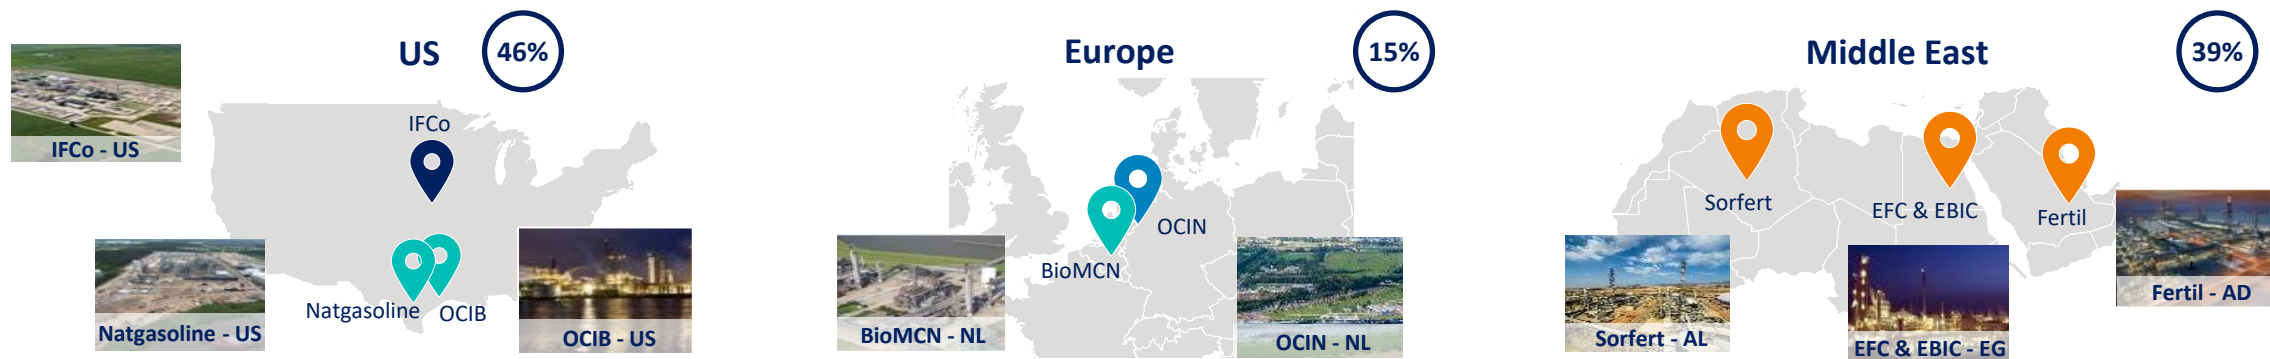 US
46%
IFCo - US
IFCo
Natgasoline - US
Natgasoline
OCIB
OCIB - US
Europe
15%
OCIN
BioMCN
BioMCN - NL
OCIN - NL
Middle East
39%
Sorfert
EFC & EBIC
Fertil
Sorfert - AL
EFC & EBIC - EG
Fertil - AD